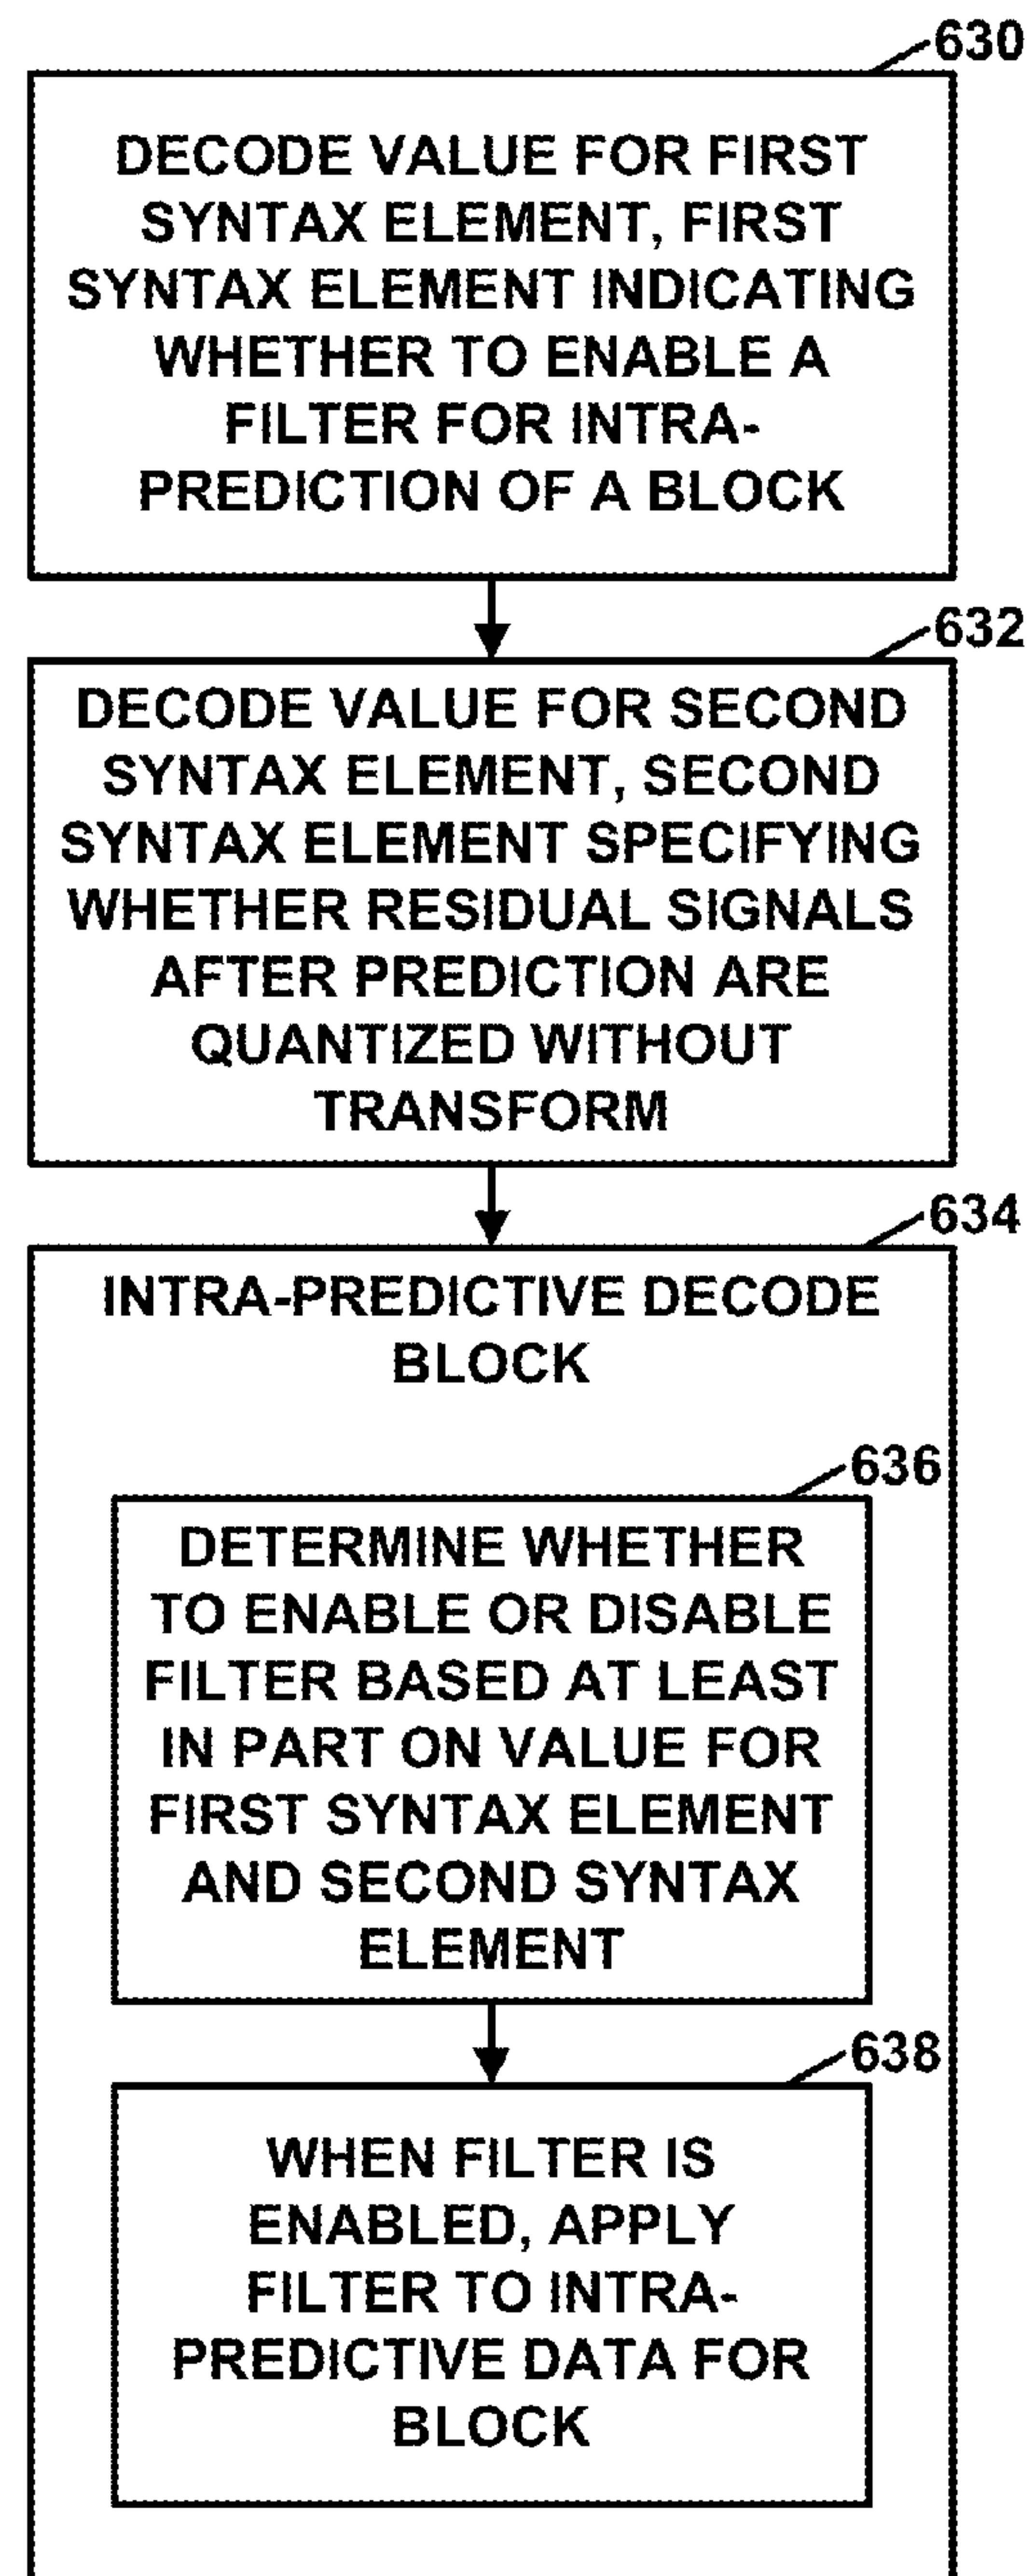 630
DECODE VALUE FOR FIRST
SYNTAX ELEMENT, FIRST
SYNTAX ELEMENT INDICATING
WHETHER TO ENABLE A
FILTER FOR INTRA-
PREDICTION OF A BLOCK
632
DECODE VALUE FOR SECOND
SYNTAX ELEMENT, SECOND
SYNTAX ELEMENT SPECIFYING
WHETHER RESIDUAL SIGNALS
AFTER PREDICTION ARE
QUANTIZED WITHOUT
TRANSFORM
634
INTRA-PREDICTIVE DECODE
BLOCK
636
DETERMINE WHETHER
TO ENABLE OR DISABLE
FILTER BASED AT LEAST
IN PART ON VALUE FOR
FIRST SYNTAX ELEMENT
AND SECOND SYNTAX
ELEMENT
638
WHEN FILTER IS
ENABLED, APPLY
FILTER TO INTRA-
PREDICTIVE DATA FOR
BLOCK